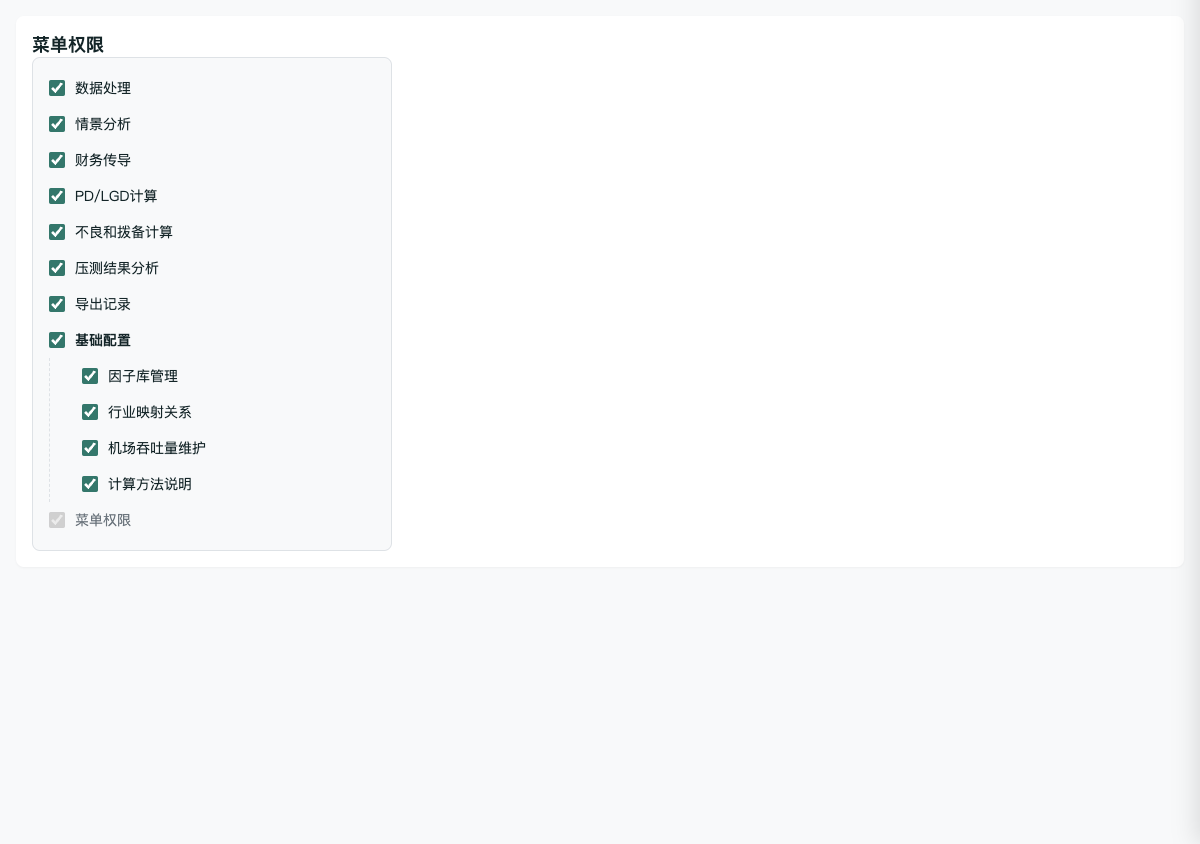 菜单权限
数据处理
情景分析
财务传导
PD/LGD计算
不良和拨备计算
压测结果分析
导出记录
基础配置
因子库管理
行业映射关系
机场吞吐量维护
计算方法说明
菜单权限